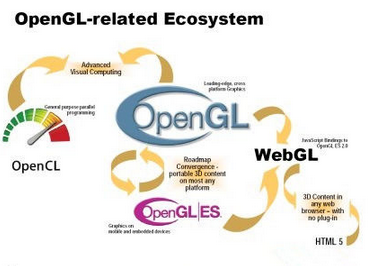 OpenGL-related Ecosystem
Advanced
Visual Computing
Leading-edge, cross
platform Graphics
General purpose parallel
programming
OpenGL
OpenCL
JavaScript Bindings to
OpenGL ES 2.0
WebGL
Roadmap
Convergence -
portable 3D content
on most any
platform
3D Content in
any web
browser – with
no plug-in
OpenGL|ES.
Graphics on
mobile and embedded devices
HTML 5